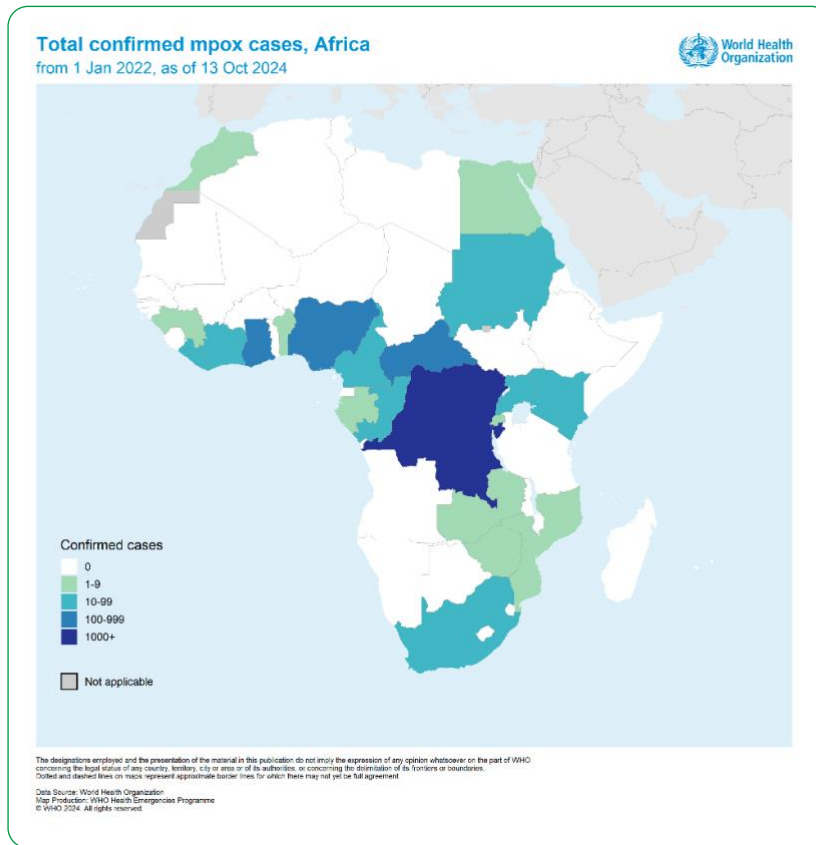 Total confirmed mpox cases, Africa
from 1 Jan 2022, as of 13 Oct 2024
World Health
Organization
Confirmed cases
0
1-9
10-99
100-999
1000+
Not applicable
The designations employed and the presentation of the material in this publication do not imply the expression of any opinion whatsoever on the part of WHO
concerning the legal status of any country, territory, city or area or of its authorities, or concerning the delimitation of its frontiers or boundaries.
Dotted and dashed lines on maps represent approximate border lines for which there may not yet be full agreement
Data Source: World Health Organization
Map Production: WHO Health Emergencies Programme
© WHO 2024. All rights reserved